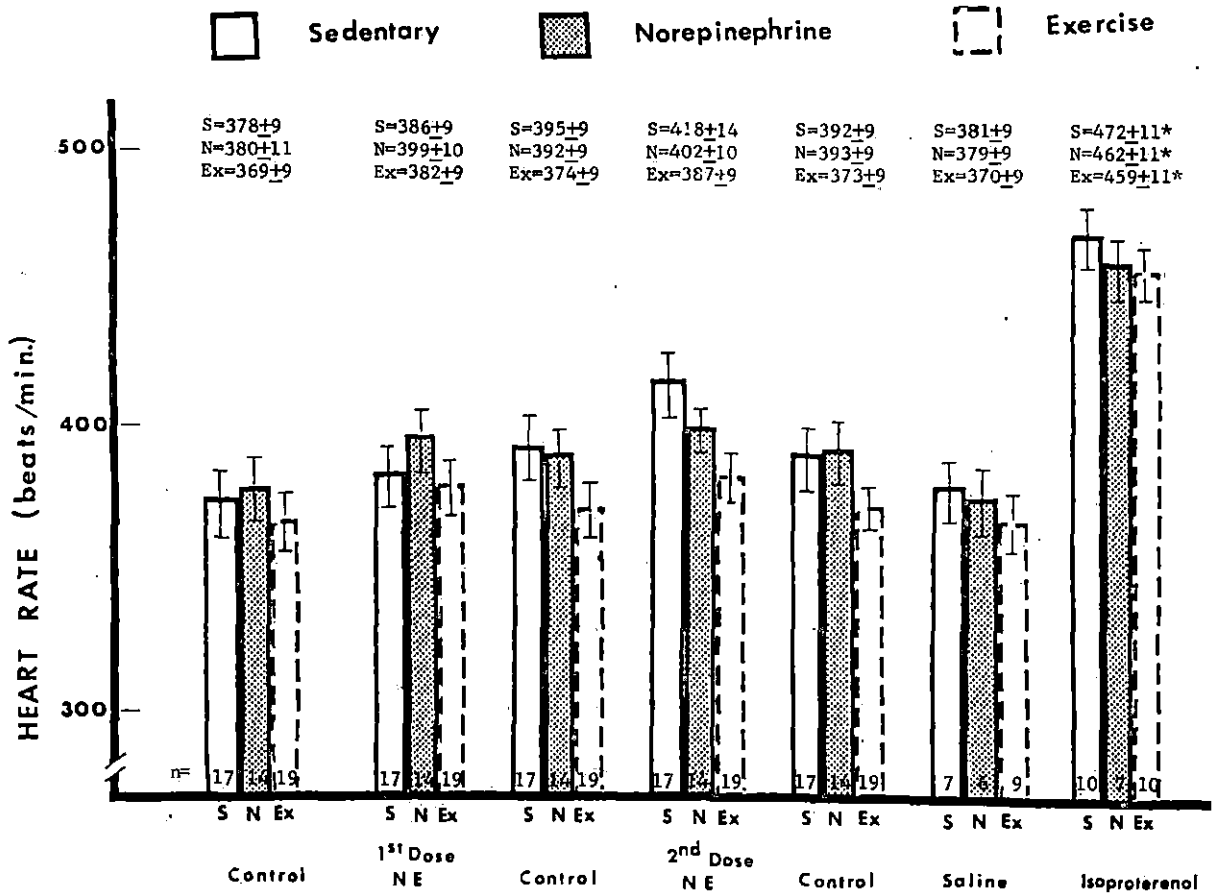 Sedentary Norepinephrine Exercise
S=378±9 S=386±9 S=395±9 S=418±14 S=392±9 S=381±9 S=472±11*
N=380±11 N=399±10 N=392±9 N=402±10 N=393±9 N=379±9 N=462±11*
Ex=369±9 Ex=382±9 Ex=374±9 Ex=387±9 Ex=373±9 Ex=370±9 Ex=459±11*
500
400
300
HEART RATE (beats/min.)
n= 17 14 19 17 14 19 17 14 19 17 14 19 17 14 19 7 6 9 10 7 10
S N Ex S N Ex S N Ex S N Ex S N Ex S N Ex S N Ex
Control 1st Dose NE Control 2nd Dose NE Control Saline Isoproterenol